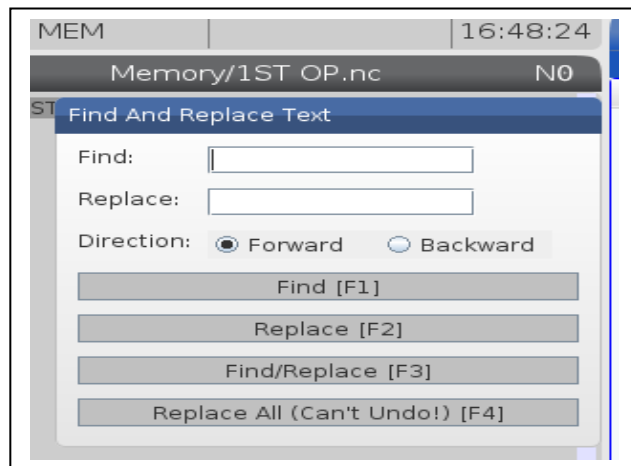 MEM 16:48:24
Memory/1ST OP.nc N0
ST
Find And Replace Text
Find:
Replace:
Direction: Forward Backward
Find [F1]
Replace [F2]
Find/Replace [F3]
Replace All (Can't Undo!) [F4]